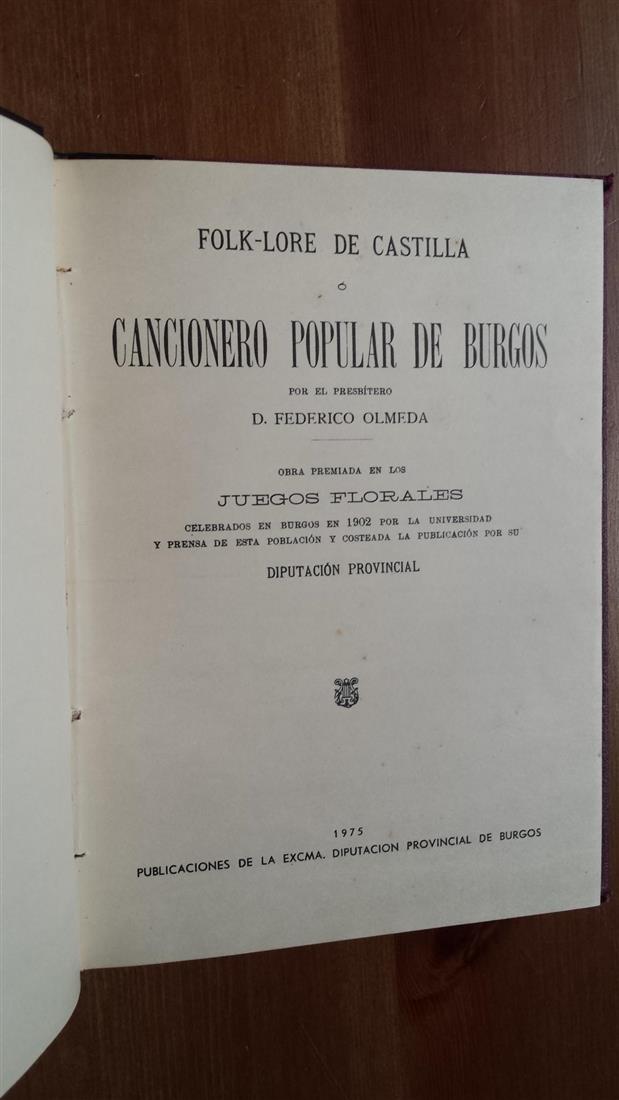 FOLK-LORE DE CASTILLA
ó
CANCIONERO POPULAR DE BURGOS
POR EL PRESBÍTERO
D. FEDERICO OLMEDA
OBRA PREMIADA EN LOS
JUEGOS FLORALES
CELEBRADOS EN BURGOS EN 1902 POR LA UNIVERSIDAD
Y PRENSA DE ESTA POBLACIÓN Y COSTEADA LA PUBLICACIÓN POR SU
DIPUTACIÓN PROVINCIAL
1975
PUBLICACIONES DE LA EXCMA. DIPUTACION PROVINCIAL DE BURGOS